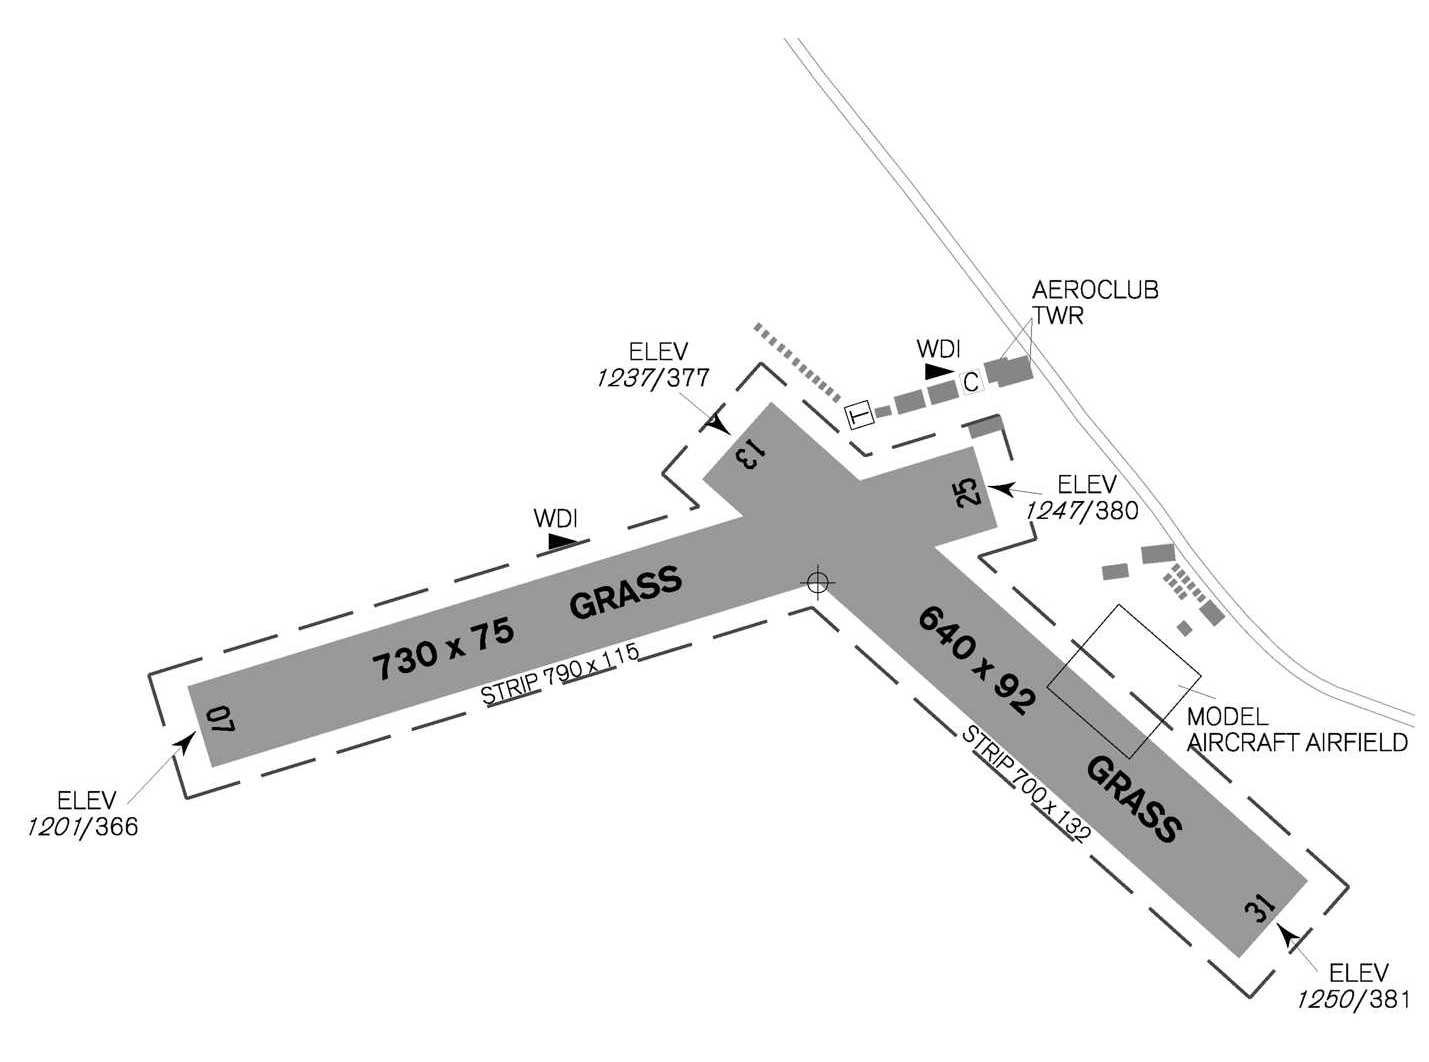 AEROCLUB
TWR
ELEV
1237/377
WDI
C
T
13
25
ELEV
1247/380
WDI
GRASS
730 x 75
STRIP 790 x 115
640 x 92
07
MODEL
AIRCRAFT AIRFIELD
STRIP 700 x 132
GRASS
ELEV
1201/366
31
ELEV
1250/381